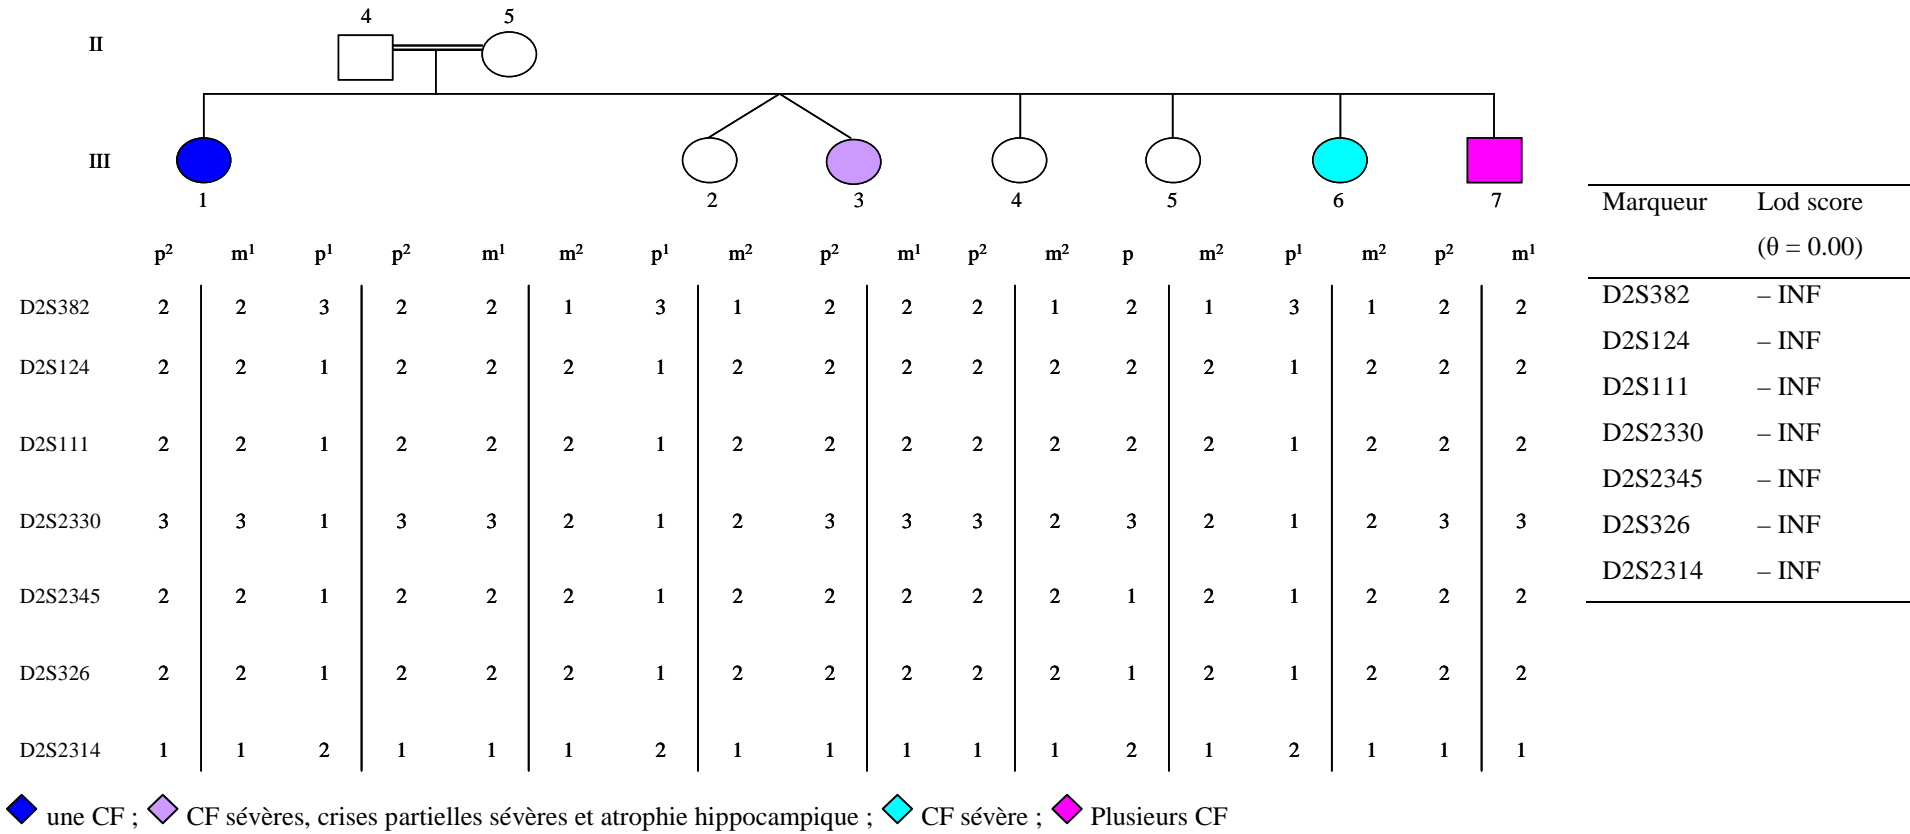 4 5
II
III
1 2 3 4 5 6 7
p² m¹ p¹ p² m¹ m² p¹ m² p² m¹ p² m² p m² p¹ m² p² m¹
D2S382 2 2 3 2 2 1 3 1 2 2 2 1 2 1 3 1 2 2
D2S124 2 2 1 2 2 2 1 2 2 2 2 2 2 2 1 2 2 2
D2S111 2 2 1 2 2 2 1 2 2 2 2 2 2 2 1 2 2 2
D2S2330 3 3 1 3 3 2 1 2 3 3 3 2 3 2 1 2 3 3
D2S2345 2 2 1 2 2 2 1 2 2 2 2 2 1 2 1 2 2 2
D2S326 2 2 1 2 2 2 1 2 2 2 2 2 1 2 1 2 2 2
D2S2314 1 1 2 1 1 1 2 1 1 1 1 1 2 1 2 1 1 1
Marqueur Lod score
(θ = 0.00)
D2S382 – INF
D2S124 – INF
D2S111 – INF
D2S2330 – INF
D2S2345 – INF
D2S326 – INF
D2S2314 – INF
une CF ; CF sévères, crises partielles sévères et atrophie hippocampique ; CF sévère ; Plusieurs CF